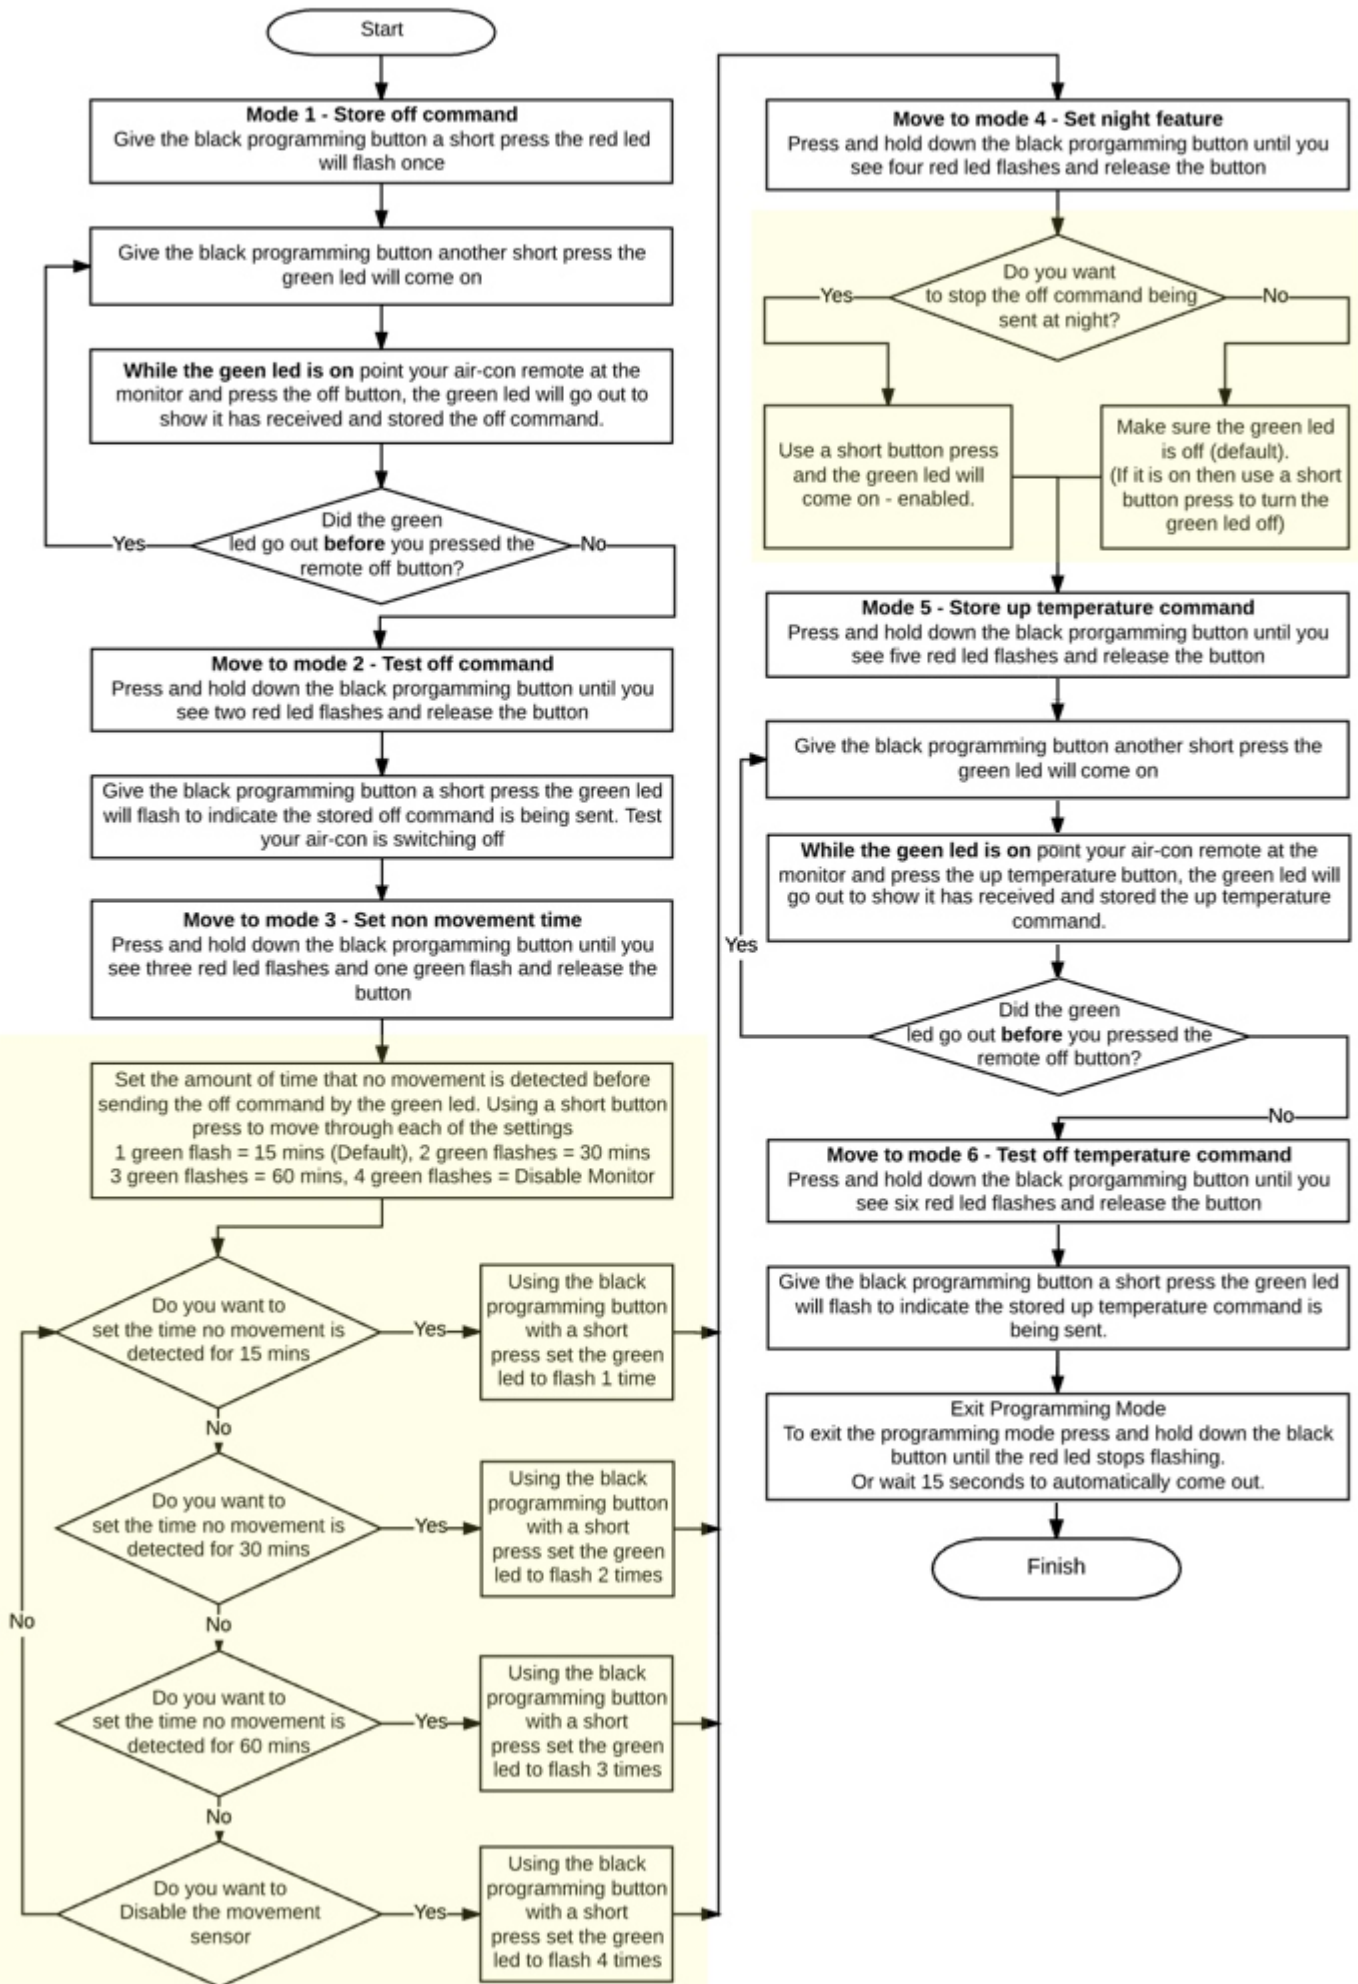 Start
Mode 1 - Store off command
Give the black programming button a short press the red led
will flash once
Give the black programming button another short press the
green led will come on
While the geen led is on point your air-con remote at the
monitor and press the off button, the green led will go out to
show it has received and stored the off command.
Did the green
led go out before you pressed the
remote off button?
Yes
No
Move to mode 2 - Test off command
Press and hold down the black prorgamming button until you
see two red led flashes and release the button
Give the black programming button a short press the green led
will flash to indicate the stored off command is being sent. Test
your air-con is switching off
Move to mode 3 - Set non movement time
Press and hold down the black prorgamming button until you
see three red led flashes and one green flash and release the
button
Set the amount of time that no movement is detected before
sending the off command by the green led. Using a short button
press to move through each of the settings
1 green flash = 15 mins (Default), 2 green flashes = 30 mins
3 green flashes = 60 mins, 4 green flashes = Disable Monitor
Do you want to
set the time no movement is
detected for 15 mins
Yes
Using the black
programming button
with a short
press set the green
led to flash 1 time
No
Do you want to
set the time no movement is
detected for 30 mins
Yes
Using the black
programming button
with a short
press set the green
led to flash 2 times
No
No
Do you want to
set the time no movement is
detected for 60 mins
Yes
Using the black
programming button
with a short
press set the green
led to flash 3 times
No
Do you want to
Disable the movement
sensor
Yes
Using the black
programming button
with a short
press set the green
led to flash 4 times
Move to mode 4 - Set night feature
Press and hold down the black prorgamming button until you
see four red led flashes and release the button
Do you want
to stop the off command being
sent at night?
Yes
No
Use a short button press
and the green led will
come on - enabled.
Make sure the green led
is off (default).
(If it is on then use a short
button press to turn the
green led off)
Mode 5 - Store up temperature command
Press and hold down the black prorgamming button until you
see five red led flashes and release the button
Give the black programming button another short press the
green led will come on
While the geen led is on point your air-con remote at the
monitor and press the up temperature button, the green led will
go out to show it has received and stored the up temperature
command.
Yes
Did the green
led go out before you pressed the
remote off button?
No
Move to mode 6 - Test off temperature command
Press and hold down the black prorgamming button until you
see six red led flashes and release the button
Give the black programming button a short press the green led
will flash to indicate the stored up temperature command is
being sent.
Exit Programming Mode
To exit the programming mode press and hold down the black
button until the red led stops flashing.
Or wait 15 seconds to automatically come out.
Finish